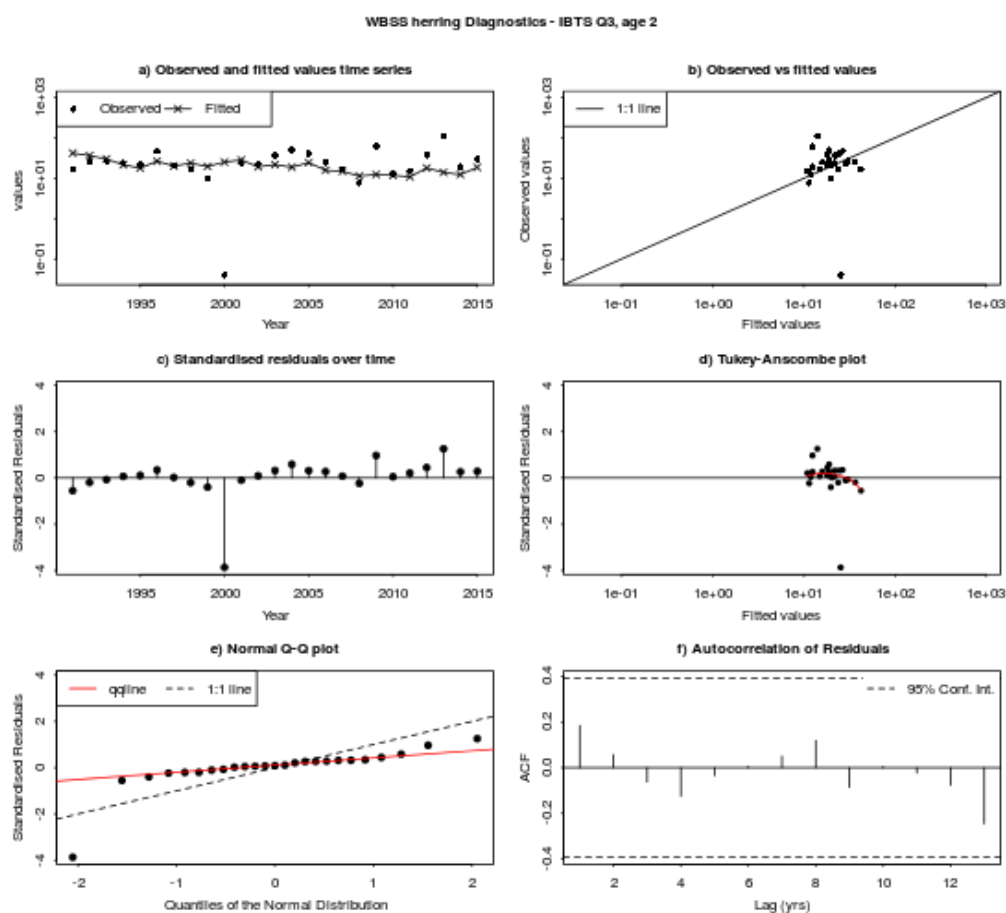 WBSS herring Diagnostics - IBTS Q3, age 2
a) Observed and fitted values time series
Observed Fitted
values
1e+03
1e+01
1e-01
1995 2000 2005 2010 2015
Year
b) Observed vs fitted values
1:1 line
Observed values
1e+03
1e+01
1e-01
1e-01 1e+00 1e+01 1e+02 1e+03
Fitted values
c) Standardised residuals over time
Standardised Residuals
4
2
0
-2
-4
1995 2000 2005 2010 2015
Year
d) Tukey-Anscombe plot
Standardised Residuals
4
2
0
-2
-4
1e-01 1e+00 1e+01 1e+02 1e+03
Fitted values
e) Normal Q-Q plot
qqline 1:1 line
Standardised Residuals
4
2
0
-2
-4
-2 -1 0 1 2
Quantiles of the Normal Distribution
f) Autocorrelation of Residuals
95% Conf. Int.
ACF
0.4
0.2
0.0
-0.2
-0.4
2 4 6 8 10 12
Lag (yrs)